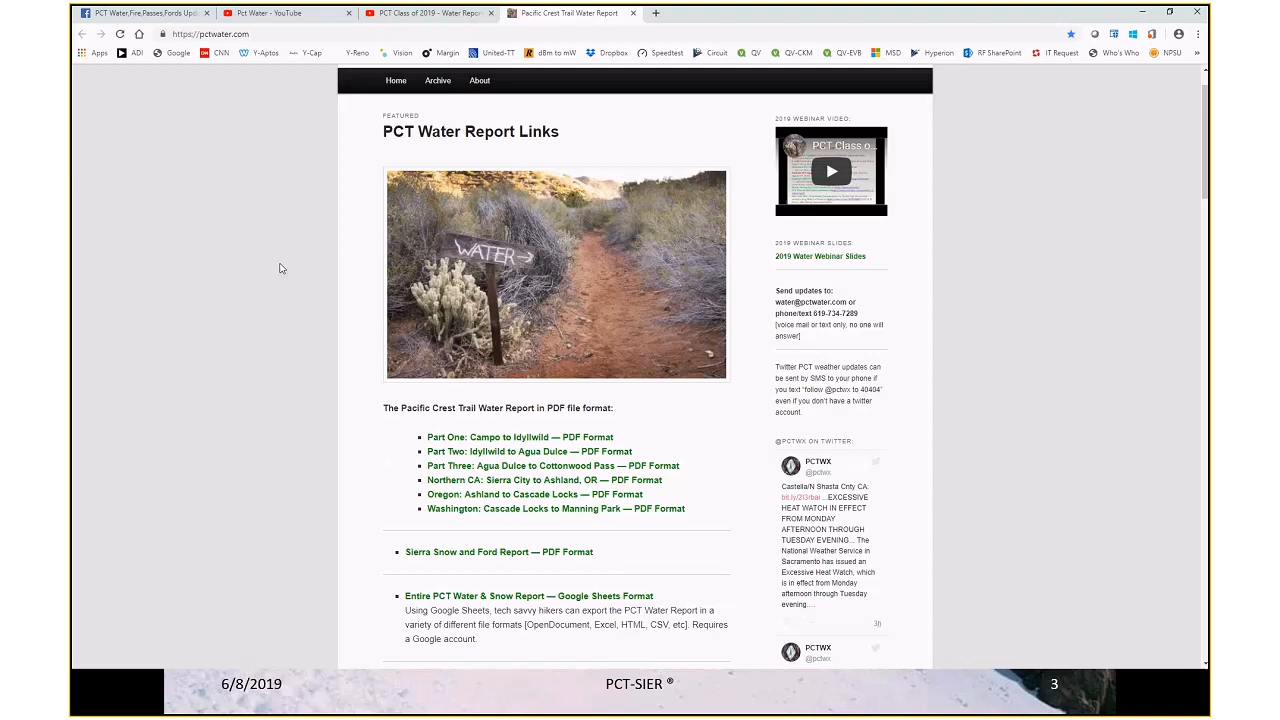 PCT Water,Fire,Passes,Fords Upd
Pct Water - YouTube
PCT Class of 2019 - Water Repor
Pacific Crest Trail Water Report
https://pctwater.com
Apps ADI Google CNN Y-Aptos Y-Cap Y-Reno Vision Margin United-TT dBm to mW Dropbox Speedtest Circuit QV QV-CKM QV-EVB MSD Hyperion RF SharePoint IT Request Who's Who NPSU »
Home Archive About
FEATURED
PCT Water Report Links
WATER→
The Pacific Crest Trail Water Report in PDF file format:
Part One: Campo to Idyllwild — PDF Format
Part Two: Idyllwild to Agua Dulce — PDF Format
Part Three: Agua Dulce to Cottonwood Pass — PDF Format
Northern CA: Sierra City to Ashland, OR — PDF Format
Oregon: Ashland to Cascade Locks — PDF Format
Washington: Cascade Locks to Manning Park — PDF Format
Sierra Snow and Ford Report — PDF Format
Entire PCT Water & Snow Report — Google Sheets Format
Using Google Sheets, tech savvy hikers can export the PCT Water Report in a
variety of different file formats [OpenDocument, Excel, HTML, CSV, etc]. Requires
a Google account.
2019 WEBINAR VIDEO:
PCT Class o...
2019 WEBINAR SLIDES:
2019 Water Webinar Slides
Send updates to:
water@pctwater.com or
phone/text 619-734-7289
[voice mail or text only, no one will
answer]
Twitter PCT weather updates can
be sent by SMS to your phone if
you text "follow @pctwx to 40404"
even if you don't have a twitter
account.
@PCTWX ON TWITTER:
PCTWX
@pctwx
Castella/N Shasta Cnty CA:
bit.ly/2I3rbai ...EXCESSIVE
HEAT WATCH IN EFFECT
FROM MONDAY
AFTERNOON THROUGH
TUESDAY EVENING... The
National Weather Service in
Sacramento has issued an
Excessive Heat Watch, which
is in effect from Monday
afternoon through Tuesday
evening....
3h
PCTWX
@pctwx
6/8/2019 PCT-SIER ® 3